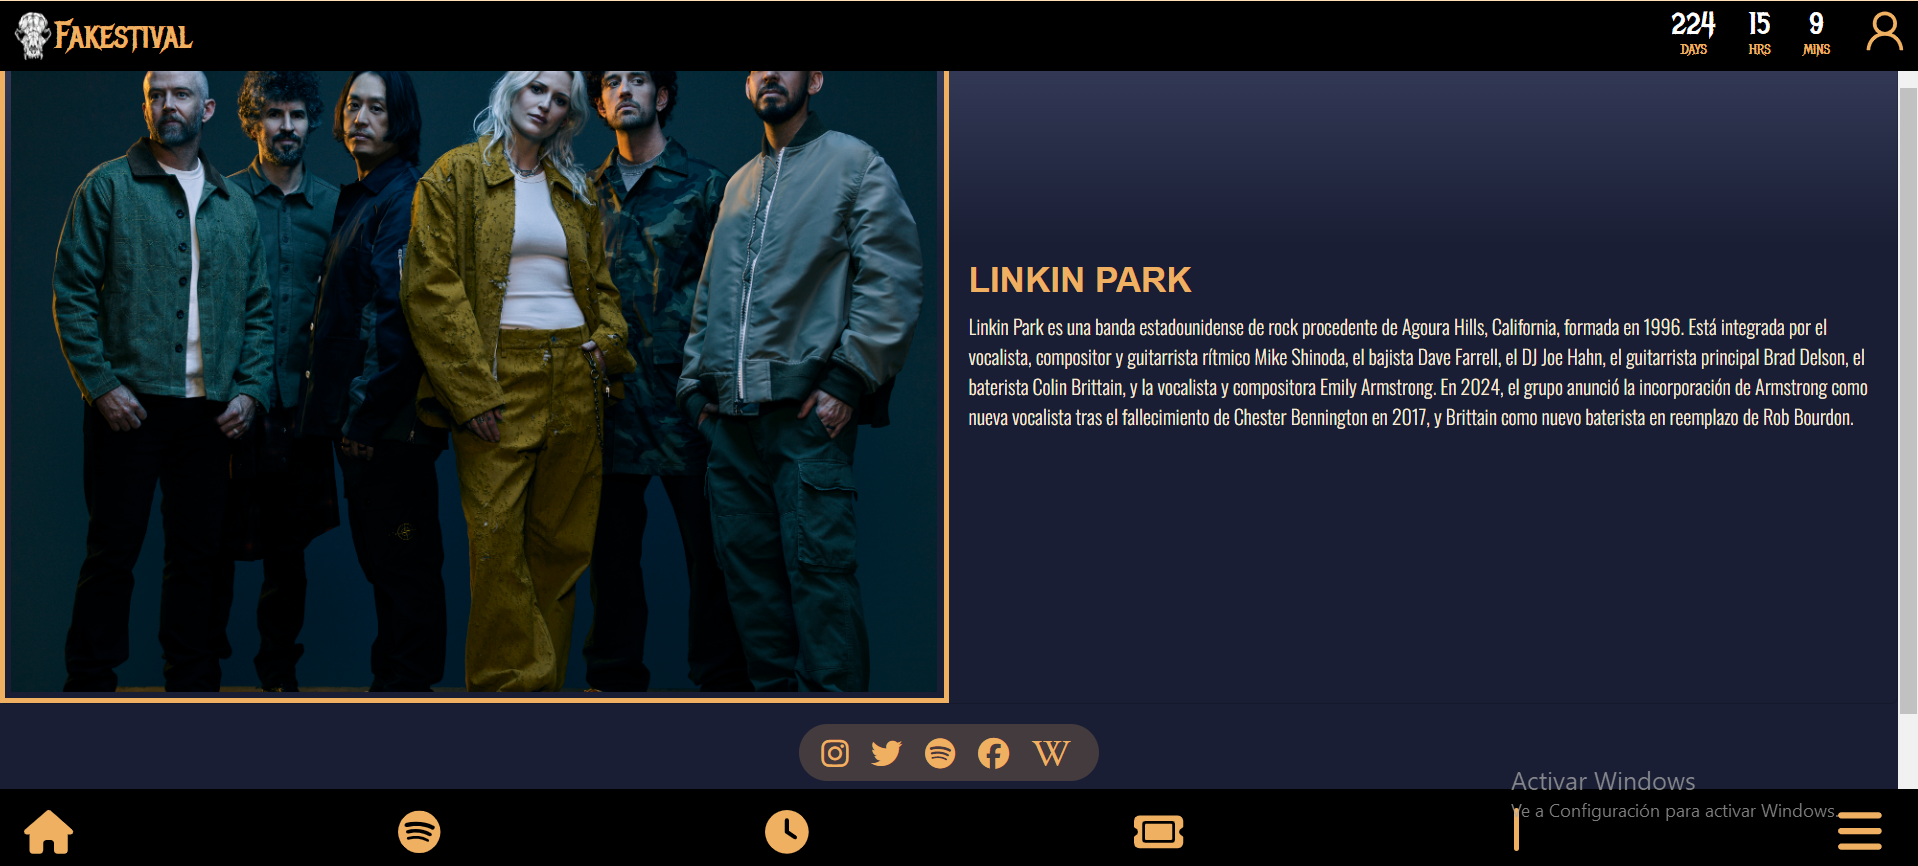 FAKESTIVAL
224 15 9
DAYS HRS MINS
LINKIN PARK
Linkin Park es una banda estadounidense de rock procedente de Agoura Hills, California, formada en 1996. Está integrada por el
vocalista, compositor y guitarrista rítmico Mike Shinoda, el bajista Dave Farrell, el DJ Joe Hahn, el guitarrista principal Brad Delson, el
baterista Colin Brittain, y la vocalista y compositora Emily Armstrong. En 2024, el grupo anunció la incorporación de Armstrong como
nueva vocalista tras el fallecimiento de Chester Bennington en 2017, y Brittain como nuevo baterista en reemplazo de Rob Bourdon.
W
Activar Windows
Ve a Configuración para activar Windows.